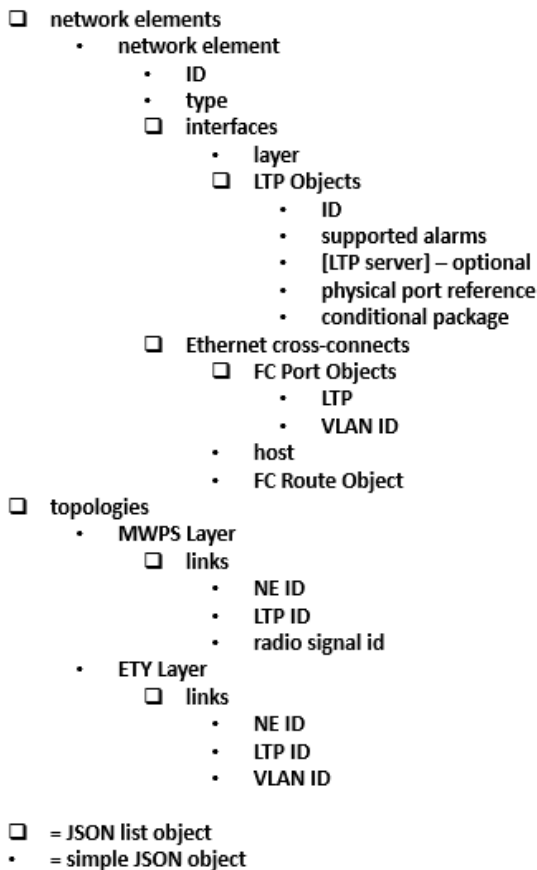 ❑ network elements
• network element
• ID
• type
❑ interfaces
• layer
❑ LTP Objects
• ID
• supported alarms
• [LTP server] – optional
• physical port reference
• conditional package
❑ Ethernet cross-connects
❑ FC Port Objects
• LTP
• VLAN ID
• host
• FC Route Object
❑ topologies
• MWPS Layer
❑ links
• NE ID
• LTP ID
• radio signal id
• ETY Layer
❑ links
• NE ID
• LTP ID
• VLAN ID
❑ = JSON list object
• = simple JSON object